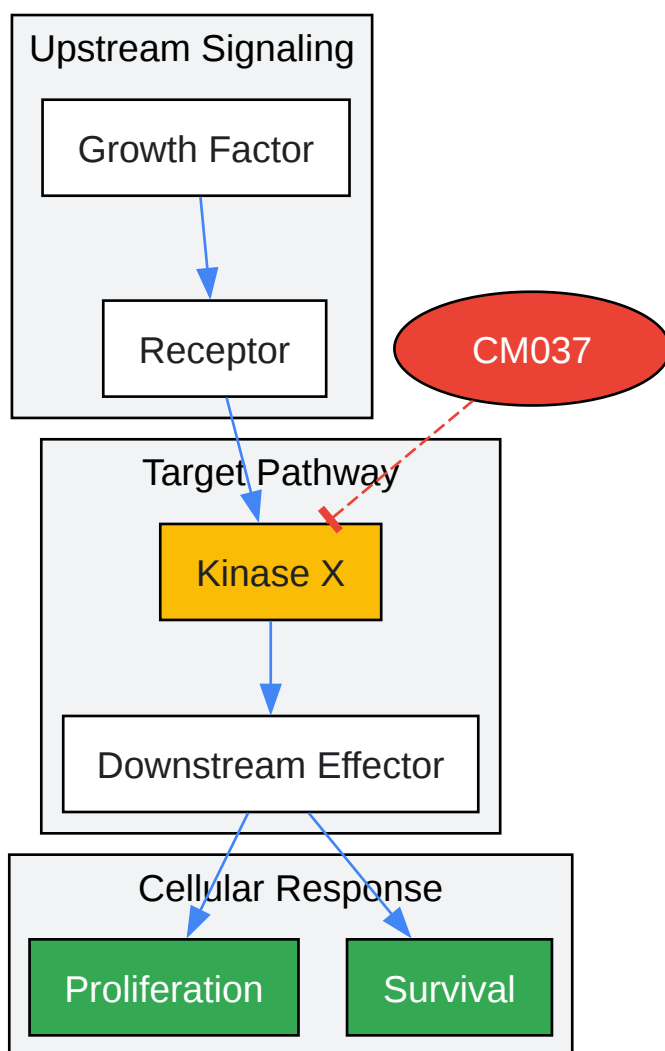 Upstream Signaling
Growth Factor
Receptor
CM037
Target Pathway
Kinase X
Downstream Effector
Cellular Response
Proliferation
Survival